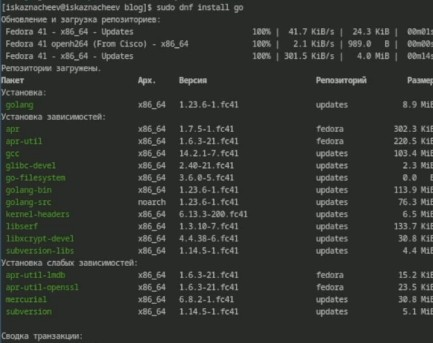 [iskaznacheev@iskaznacheev blog]$ sudo dnf install go
Обновление и загрузка репозиториев:
Fedora 41 - x86_64 - Updates 100% | 41.7 KiB/s | 24.3 KiB | 00m01s
Fedora 41 openh264 (From Cisco) - x86_64 100% | 2.1 KiB/s | 989.0 B | 00m00s
Fedora 41 - x86_64 - Updates 100% | 301.5 KiB/s | 4.0 MiB | 00m14s
Репозитории загружены.
Пакет Арх. Версия Репозиторий Размер
Установка:
golang x86_64 1.23.6-1.fc41 updates 8.9 MiB
Установка зависимостей:
apr x86_64 1.7.5-1.fc41 fedora 302.3 KiB
apr-util x86_64 1.6.3-21.fc41 fedora 220.5 KiB
gcc x86_64 14.2.1-7.fc41 updates 103.4 MiB
glibc-devel x86_64 2.40-21.fc41 updates 2.3 MiB
go-filesystem x86_64 3.6.0-5.fc41 updates 0.0 B
golang-bin x86_64 1.23.6-1.fc41 updates 113.9 MiB
golang-src noarch 1.23.6-1.fc41 updates 76.3 MiB
kernel-headers x86_64 6.13.3-200.fc41 updates 6.5 MiB
libserf x86_64 1.3.10-7.fc41 updates 133.7 KiB
libxcrypt-devel x86_64 4.4.38-6.fc41 updates 30.8 KiB
subversion-libs x86_64 1.14.5-1.fc41 updates 4.4 MiB
Установка слабых зависимостей:
apr-util-lmdb x86_64 1.6.3-21.fc41 fedora 15.2 KiB
apr-util-openssl x86_64 1.6.3-21.fc41 fedora 23.5 KiB
mercurial x86_64 6.8.2-1.fc41 updates 30.8 MiB
subversion x86_64 1.14.5-1.fc41 updates 5.1 MiB
Сводка транзакции: